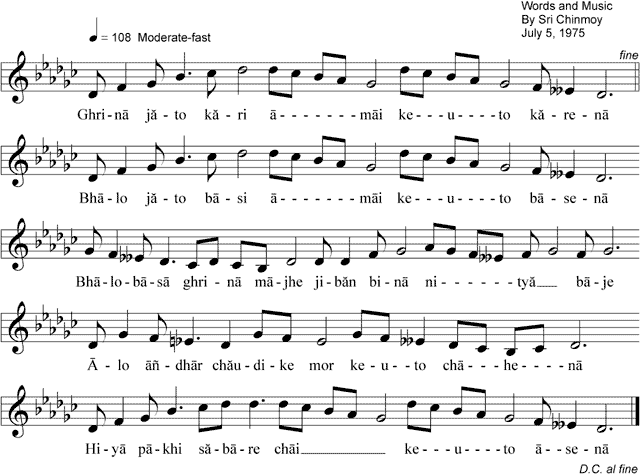 Words and Music
By Sri Chinmoy
July 5, 1975
♩ = 108 Moderate-fast
fine
Ghri-nā jă-to kă-ri ā------māi ke---u---to kă-re-nā
Bhā-lo jă-to bā-si ā------māi ke---u---to bā-se-nā
Bhā-lo-bā-sā ghri-nā mā-jhe ji-băn bi-nā ni-----tyă__ bā-je
Ā-lo āñ-dhār chău-di-ke mor ke-u-to chā---he---nā
Hi-yā pā-khi să-bā-re chāi________ ke---u---to ā-se-nā
D.C. al fine